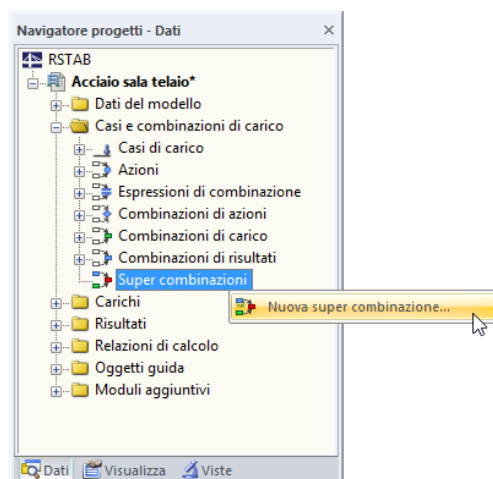 Navigatore progetti - Dati
RSTAB
Acciaio sala telaio*
Dati del modello
Casi e combinazioni di carico
Casi di carico
Azioni
Espressioni di combinazione
Combinazioni di azioni
Combinazioni di carico
Combinazioni di risultati
Super combinazioni
Nuova super combinazione...
Carichi
Risultati
Relazioni di calcolo
Oggetti guida
Moduli aggiuntivi
Dati Visualizza Viste